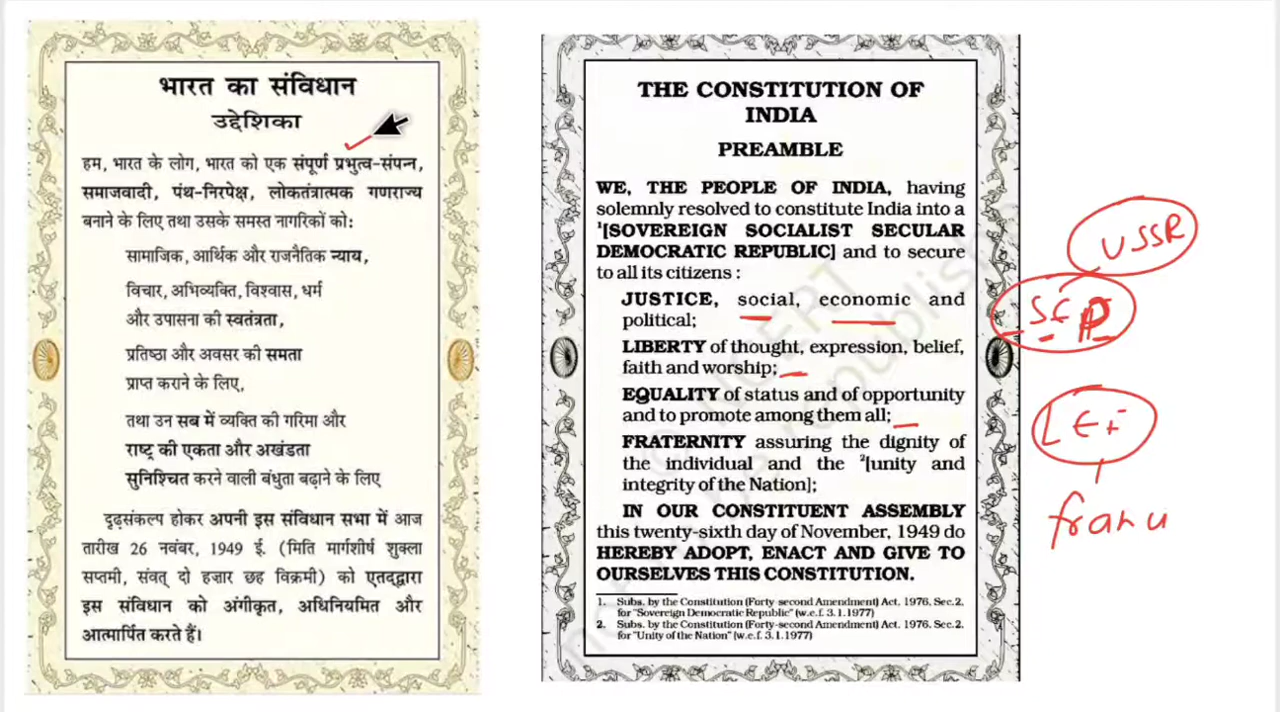 भारत का संविधान
उद्देशिका
हम, भारत के लोग, भारत को एक संपूर्ण प्रभुत्व-संपन्न,
समाजवादी, पंथ-निरपेक्ष, लोकतंत्रात्मक गणराज्य
बनाने के लिए तथा उसके समस्त नागरिकों को:
सामाजिक, आर्थिक और राजनैतिक न्याय,
विचार, अभिव्यक्ति, विश्वास, धर्म
और उपासना की स्वतंत्रता,
प्रतिष्ठा और अवसर की समता
प्राप्त कराने के लिए,
तथा उन सब में व्यक्ति की गरिमा और
राष्ट्र की एकता और अखंडता
सुनिश्चित करने वाली बंधुता बढ़ाने के लिए
दृढ़संकल्प होकर अपनी इस संविधान सभा में आज
तारीख 26 नवंबर, 1949 ई. (मिति मार्गशीर्ष शुक्ला
सप्तमी, संवत् दो हज़ार छह विक्रमी) को एतद्द्वारा
इस संविधान को अंगीकृत, अधिनियमित और
आत्मार्पित करते हैं।
THE CONSTITUTION OF
INDIA
PREAMBLE
WE, THE PEOPLE OF INDIA, having
solemnly resolved to constitute India into a
¹[SOVEREIGN SOCIALIST SECULAR
DEMOCRATIC REPUBLIC] and to secure
to all its citizens :
JUSTICE, social, economic and
political;
LIBERTY of thought, expression, belief,
faith and worship;
EQUALITY of status and of opportunity
and to promote among them all;
FRATERNITY assuring the dignity of
the individual and the ²[unity and
integrity of the Nation];
IN OUR CONSTITUENT ASSEMBLY
this twenty-sixth day of November, 1949 do
HEREBY ADOPT, ENACT AND GIVE TO
OURSELVES THIS CONSTITUTION.
1. Subs. by the Constitution (Forty-second Amendment) Act, 1976, Sec.2,
for "Sovereign Democratic Republic" (w.e.f. 3.1.1977)
2. Subs. by the Constitution (Forty-second Amendment) Act, 1976, Sec.2,
for "Unity of the Nation" (w.e.f. 3.1.1977)
USSR
SEP
LEF